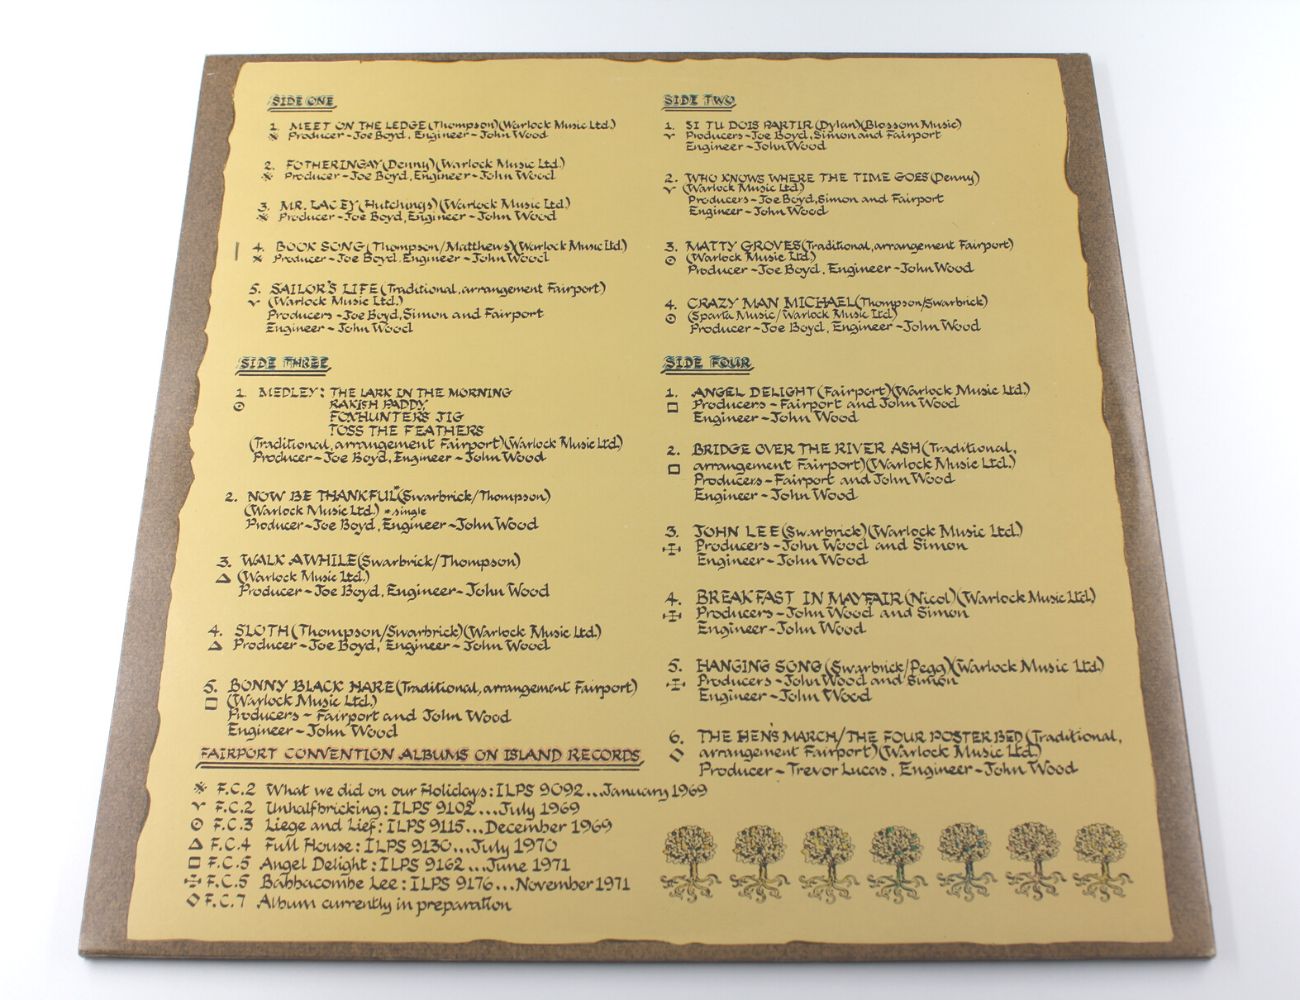 SIDE ONE
1. MEET ON THE LEDGE (Thompson)(Warlock Music Ltd.)
Producer - Joe Boyd, Engineer - John Wood
2. FOTHERINGAY (Denny)(Warlock Music Ltd.)
Producer - Joe Boyd, Engineer - John Wood
3. MR. LACEY (Hutchings)(Warlock Music Ltd.)
Producer - Joe Boyd, Engineer - John Wood
4. BOOK SONG (Thompson/Matthews)(Warlock Music Ltd.)
Producer - Joe Boyd, Engineer - John Wood
5. SAILOR'S LIFE (Traditional, arrangement Fairport)
(Warlock Music Ltd.)
Producers - Joe Boyd, Simon and Fairport
Engineer - John Wood
SIDE TWO
1. SI TU DOIS PARTIR (Dylan)(Blossom Music)
Producers - Joe Boyd, Simon and Fairport
Engineer - John Wood
2. WHO KNOWS WHERE THE TIME GOES (Denny)
(Warlock Music Ltd.)
Producers - Joe Boyd, Simon and Fairport
Engineer - John Wood
3. MATTY GROVES (Traditional, arrangement Fairport)
(Warlock Music Ltd.)
Producer - Joe Boyd, Engineer - John Wood
4. CRAZY MAN MICHAEL (Thompson/Swarbrick)
(Sparta Music/Warlock Music Ltd.)
Producer - Joe Boyd, Engineer - John Wood
SIDE THREE
1. MEDLEY: THE LARK IN THE MORNING
RAKISH PADDY
FOXHUNTERS JIG
TOSS THE FEATHERS
(Traditional, arrangement Fairport)(Warlock Music Ltd.)
Producer - Joe Boyd, Engineer - John Wood
2. NOW BE THANKFUL* (Swarbrick/Thompson)
(Warlock Music Ltd.) *single
Producer - Joe Boyd, Engineer - John Wood
3. WALK AWHILE (Swarbrick/Thompson)
(Warlock Music Ltd.)
Producer - Joe Boyd, Engineer - John Wood
4. SLOTH (Thompson/Swarbrick)(Warlock Music Ltd.)
Producer - Joe Boyd, Engineer - John Wood
5. BONNY BLACK HARE (Traditional, arrangement Fairport)
(Warlock Music Ltd.)
Producers - Fairport and John Wood
Engineer - John Wood
SIDE FOUR
1. ANGEL DELIGHT (Fairport)(Warlock Music Ltd.)
Producers - Fairport and John Wood
Engineer - John Wood
2. BRIDGE OVER THE RIVER ASH (Traditional,
arrangement Fairport)(Warlock Music Ltd.)
Producers - Fairport and John Wood
Engineer - John Wood
3. JOHN LEE (Swarbrick)(Warlock Music Ltd.)
Producers - John Wood and Simon
Engineer - John Wood
4. BREAKFAST IN MAYFAIR (Nicol)(Warlock Music Ltd.)
Producers - John Wood and Simon
Engineer - John Wood
5. HANGING SONG (Swarbrick/Pegg)(Warlock Music Ltd.)
Producers - John Wood and Simon
Engineer - John Wood
6. THE HEN'S MARCH/THE FOUR POSTER BED (Traditional,
arrangement Fairport)(Warlock Music Ltd.)
Producer - Trevor Lucas, Engineer - John Wood
FAIRPORT CONVENTION ALBUMS ON ISLAND RECORDS
F.C.2 What we did on our Holidays: ILPS 9092...January 1969
F.C.2 Unhalfbricking: ILPS 9102...July 1969
F.C.3 Liege and Lief: ILPS 9115...December 1969
F.C.4 Full House: ILPS 9130...July 1970
F.C.5 Angel Delight: ILPS 9162...June 1971
F.C.5 Babbacombe Lee: ILPS 9176...November 1971
F.C.7 Album currently in preparation